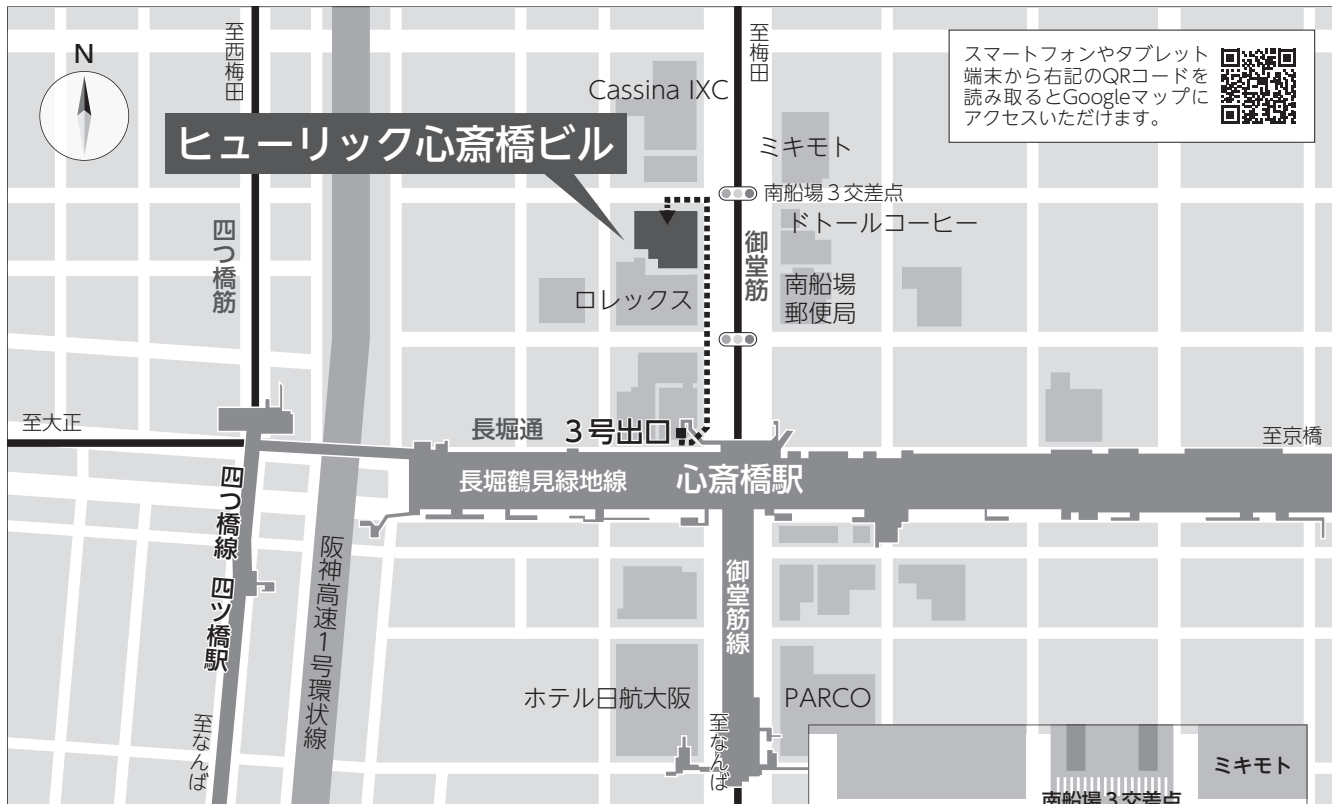 N
至西梅田
至梅田
スマートフォンやタブレット
端末から右記のQRコードを
読み取るとGoogleマップに
アクセスいただけます。
Cassina IXC
ヒューリック心斎橋ビル
ミキモト
南船場3交差点
ドトールコーヒー
四つ橋筋
御堂筋
南船場
郵便局
ロレックス
至大正
長堀通
3号出口
至京橋
長堀鶴見緑地線
心斎橋駅
四つ橋線 四ツ橋駅
阪神高速1号環状線
御堂筋線
ホテル日航大阪
PARCO
至なんば
至なんば
ミキモト
南船場3交差点